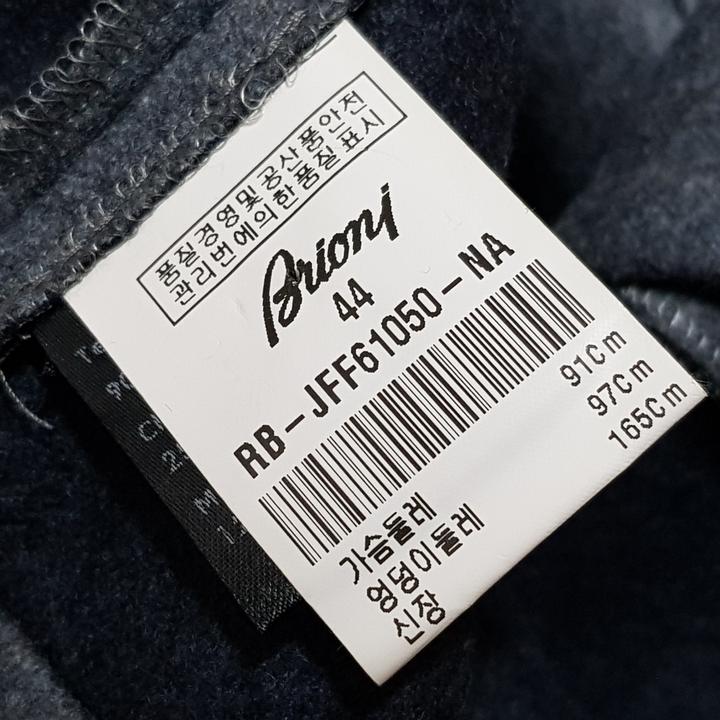 품질경영및공산품안전
관리번에의한품질표시
Brioni
44
RB-JFF61050-NA
가슴둘레 91Cm
엉덩이둘레 97Cm
신장 165Cm